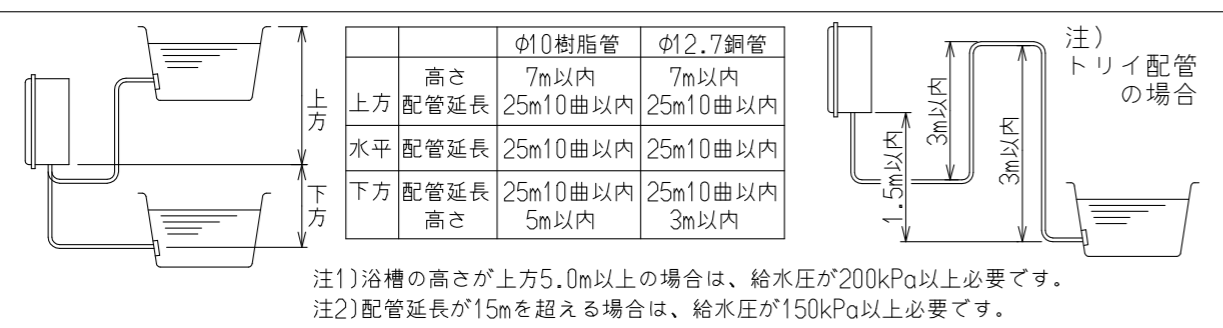 上方
下方
φ10樹脂管 φ12.7銅管
上方 高さ 7m以内 7m以内
配管延長 25m10曲以内 25m10曲以内
水平 配管延長 25m10曲以内 25m10曲以内
下方 配管延長 25m10曲以内 25m10曲以内
高さ 5m以内 3m以内
注)
トリイ配管
の場合
1.5m以内
3m以内
3m以内
注1)浴槽の高さが上方5.0m以上の場合は、給水圧が200kPa以上必要です。
注2)配管延長が15mを超える場合は、給水圧が150kPa以上必要です。